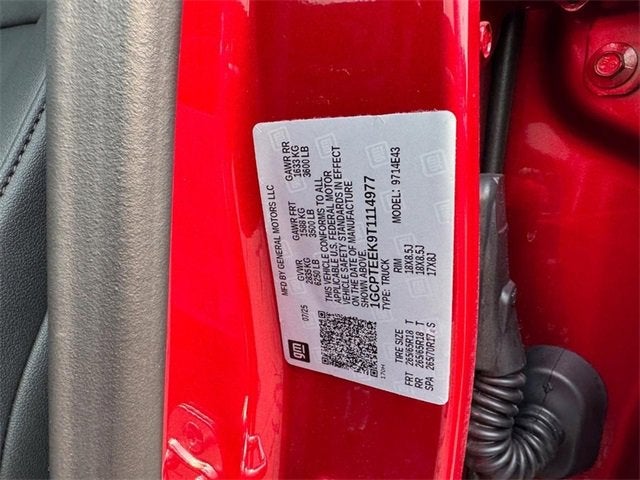 gm
MFD BY GENERAL MOTORS LLC
07/25
GVWR GAWR FRT GAWR RR
2835 KG 1588 KG 1633 KG
6250 LB 3500 LB 3600 LB
THIS VEHICLE CONFORMS TO ALL
APPLICABLE U.S. FEDERAL MOTOR
VEHICLE SAFETY STANDARDS IN EFFECT
ON THE DATE OF MANUFACTURE
SHOWN ABOVE.
1GCPTEEK9T1114977
TYPE: TRUCK MODEL: 9714E43
TIRE SIZE RIM
FRT 265/65R18 T 18X8.5J
RR 265/65R18 T 18X8.5J
SPA 265/70R17 S 17X8J